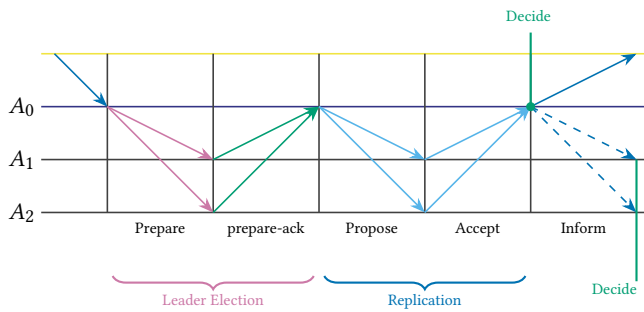 Decide
A0
A1
A2
Prepare
prepare-ack
Propose
Accept
Inform
Leader Election
Replication
Decide